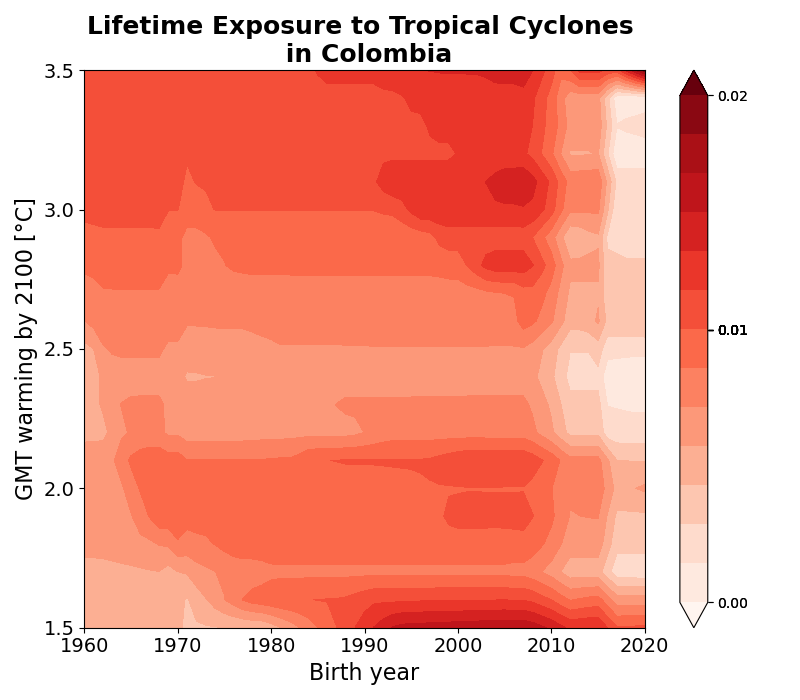 Lifetime Exposure to Tropical Cyclones
in Colombia
GMT warming by 2100 [°C]
3.5
3.0
2.5
2.0
1.5
1960 1970 1980 1990 2000 2010 2020
Birth year
0.02
0.01
0.00